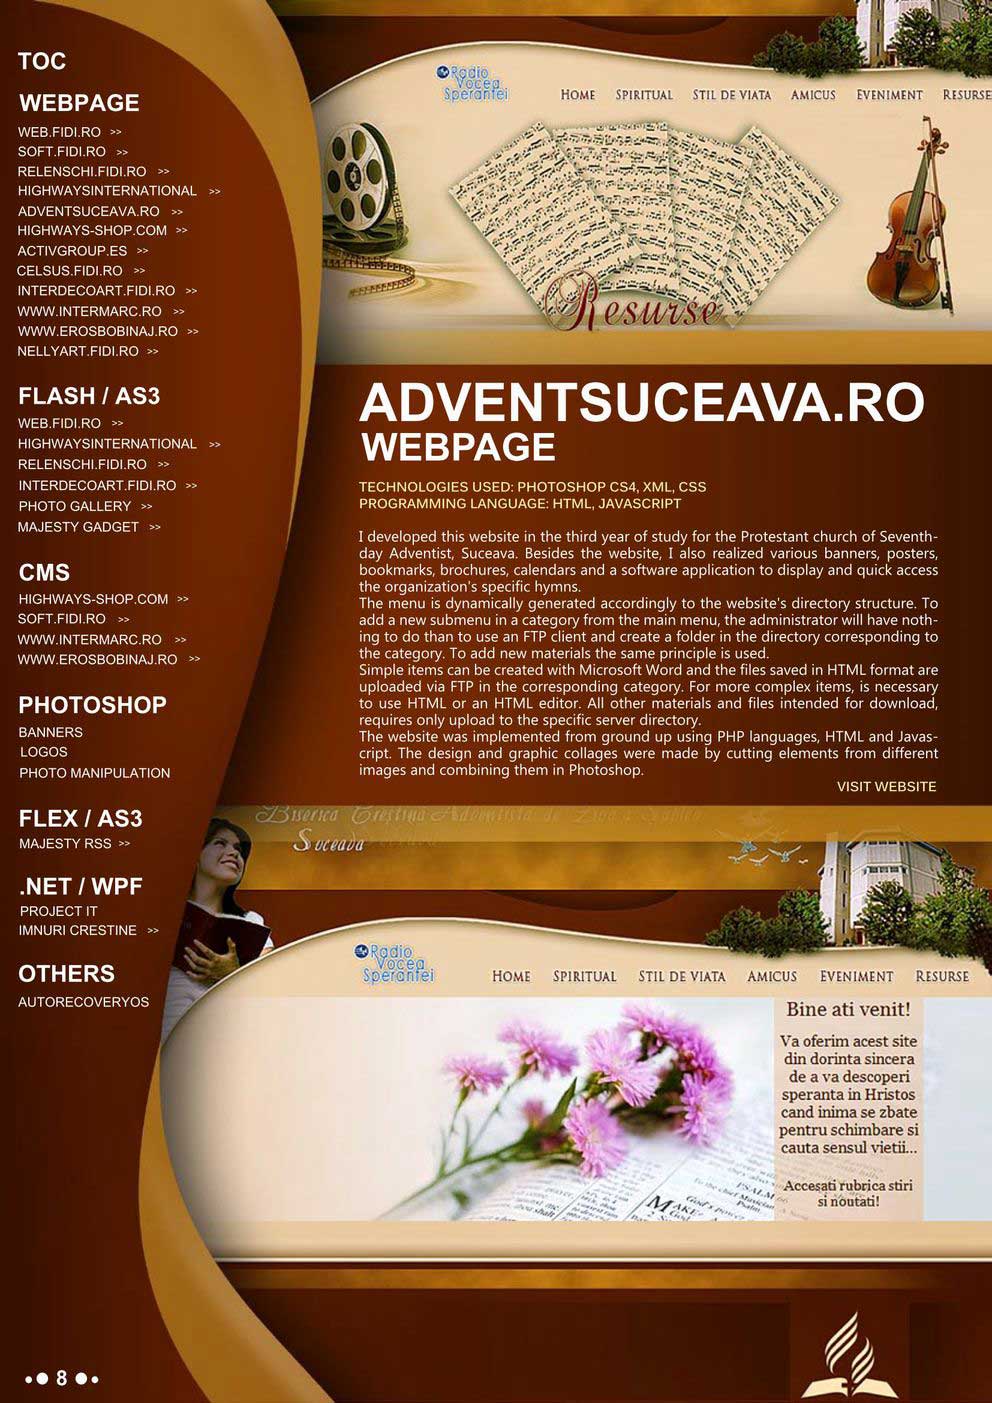 TOC
WEBPAGE
WEB.FIDI.RO >>
SOFT.FIDI.RO >>
RELENSCHI.FIDI.RO >>
HIGHWAYSINTERNATIONAL >>
ADVENTSUCEAVA.RO >>
HIGHWAYS-SHOP.COM >>
ACTIVGROUP.ES >>
CELSUS.FIDI.RO >>
INTERDECOART.FIDI.RO >>
WWW.INTERMARC.RO >>
WWW.EROSBOBINAJ.RO >>
NELLYART.FIDI.RO >>
FLASH / AS3
WEB.FIDI.RO >>
HIGHWAYSINTERNATIONAL >>
RELENSCHI.FIDI.RO >>
INTERDECOART.FIDI.RO >>
PHOTO GALLERY >>
MAJESTY GADGET >>
CMS
HIGHWAYS-SHOP.COM >>
SOFT.FIDI.RO >>
WWW.INTERMARC.RO >>
WWW.EROSBOBINAJ.RO >>
PHOTOSHOP
BANNERS
LOGOS
PHOTO MANIPULATION
FLEX / AS3
MAJESTY RSS >>
.NET / WPF
PROJECT IT
IMNURI CRESTINE >>
OTHERS
AUTORECOVERYOS
8
Radio
Vocea
Sperantei
HOME SPIRITUAL STIL DE VIATA AMICUS EVENIMENT RESURSE
Resurse
ADVENTSUCEAVA.RO
WEBPAGE
TECHNOLOGIES USED: PHOTOSHOP CS4, XML, CSS
PROGRAMMING LANGUAGE: HTML, JAVASCRIPT
I developed this website in the third year of study for the Protestant church of Seventh-
day Adventist, Suceava. Besides the website, I also realized various banners, posters,
bookmarks, brochures, calendars and a software application to display and quick access
the organization's specific hymns.
The menu is dynamically generated accordingly to the website's directory structure. To
add a new submenu in a category from the main menu, the administrator will have noth-
ing to do than to use an FTP client and create a folder in the directory corresponding to
the category. To add new materials the same principle is used.
Simple items can be created with Microsoft Word and the files saved in HTML format are
uploaded via FTP in the corresponding category. For more complex items, is necessary
to use HTML or an HTML editor. All other materials and files intended for download,
requires only upload to the specific server directory.
The website was implemented from ground up using PHP languages, HTML and Javas-
cript. The design and graphic collages were made by cutting elements from different
images and combining them in Photoshop.
VISIT WEBSITE
Biserica Crestina Adventista de Ziua a Saptea
Suceava
Radio
Vocea
Sperantei
HOME SPIRITUAL STIL DE VIATA AMICUS EVENIMENT RESURSE
Bine ati venit!
Va oferim acest site
din dorinta sincera
de a va descoperi
speranta in Hristos
cand inima se zbate
pentru schimbare si
cauta sensul vietii...
Accesati rubrica stiri
si noutati!
PSALM
To the chief Musician
MAKE
God
God's power
shalt